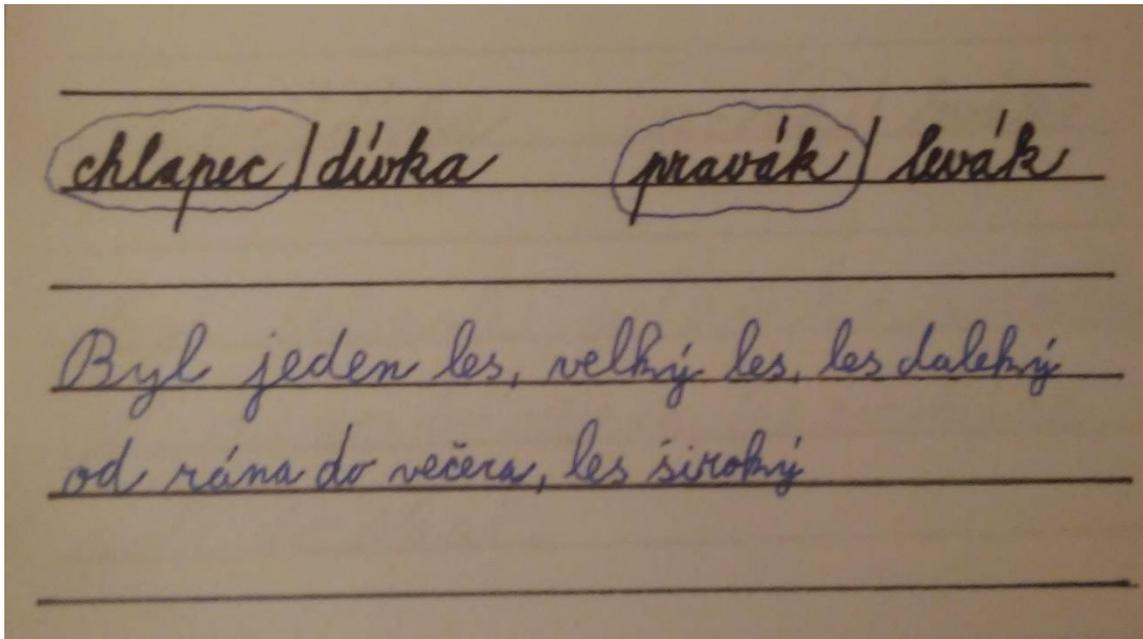 chlapec / dívka pravák / levák
Byl jeden les, velký les, les daleký
od rána do večera, les široký